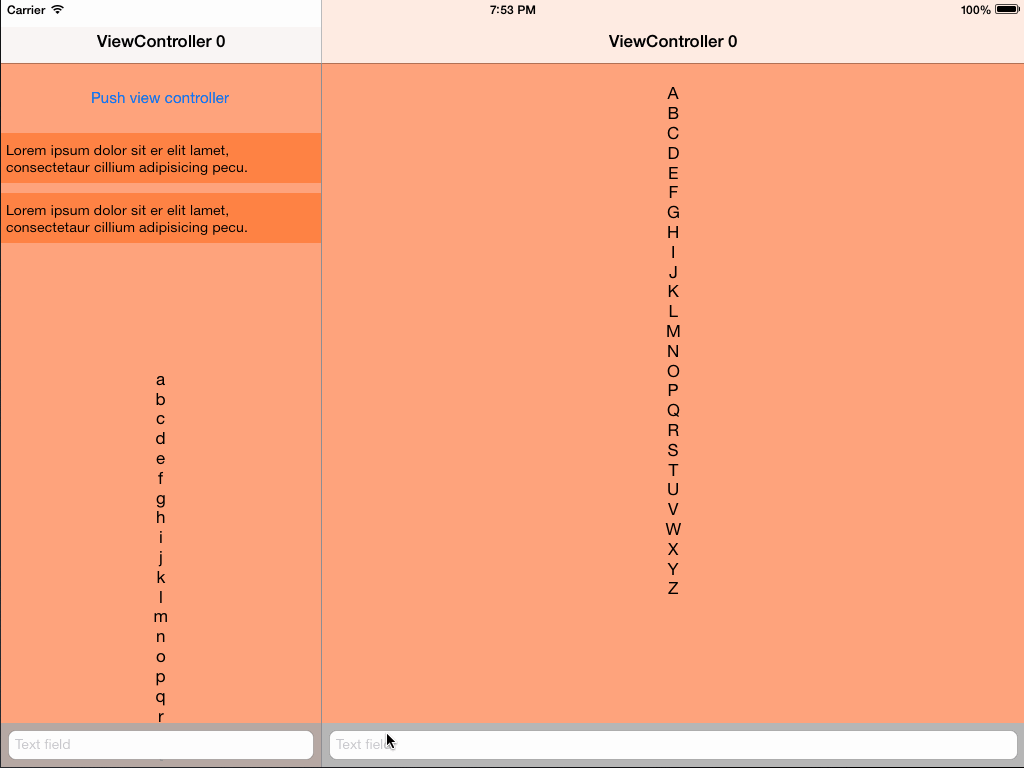 Carrier
7:53 PM
100%
ViewController 0
Push view controller
Lorem ipsum dolor sit er elit lamet,
consectetaur cillium adipisicing pecu.
Lorem ipsum dolor sit er elit lamet,
consectetaur cillium adipisicing pecu.
a
b
c
d
e
f
g
h
i
j
k
l
m
n
o
p
q
r
Text field
ViewController 0
A
B
C
D
E
F
G
H
I
J
K
L
M
N
O
P
Q
R
S
T
U
V
W
X
Y
Z
Text field